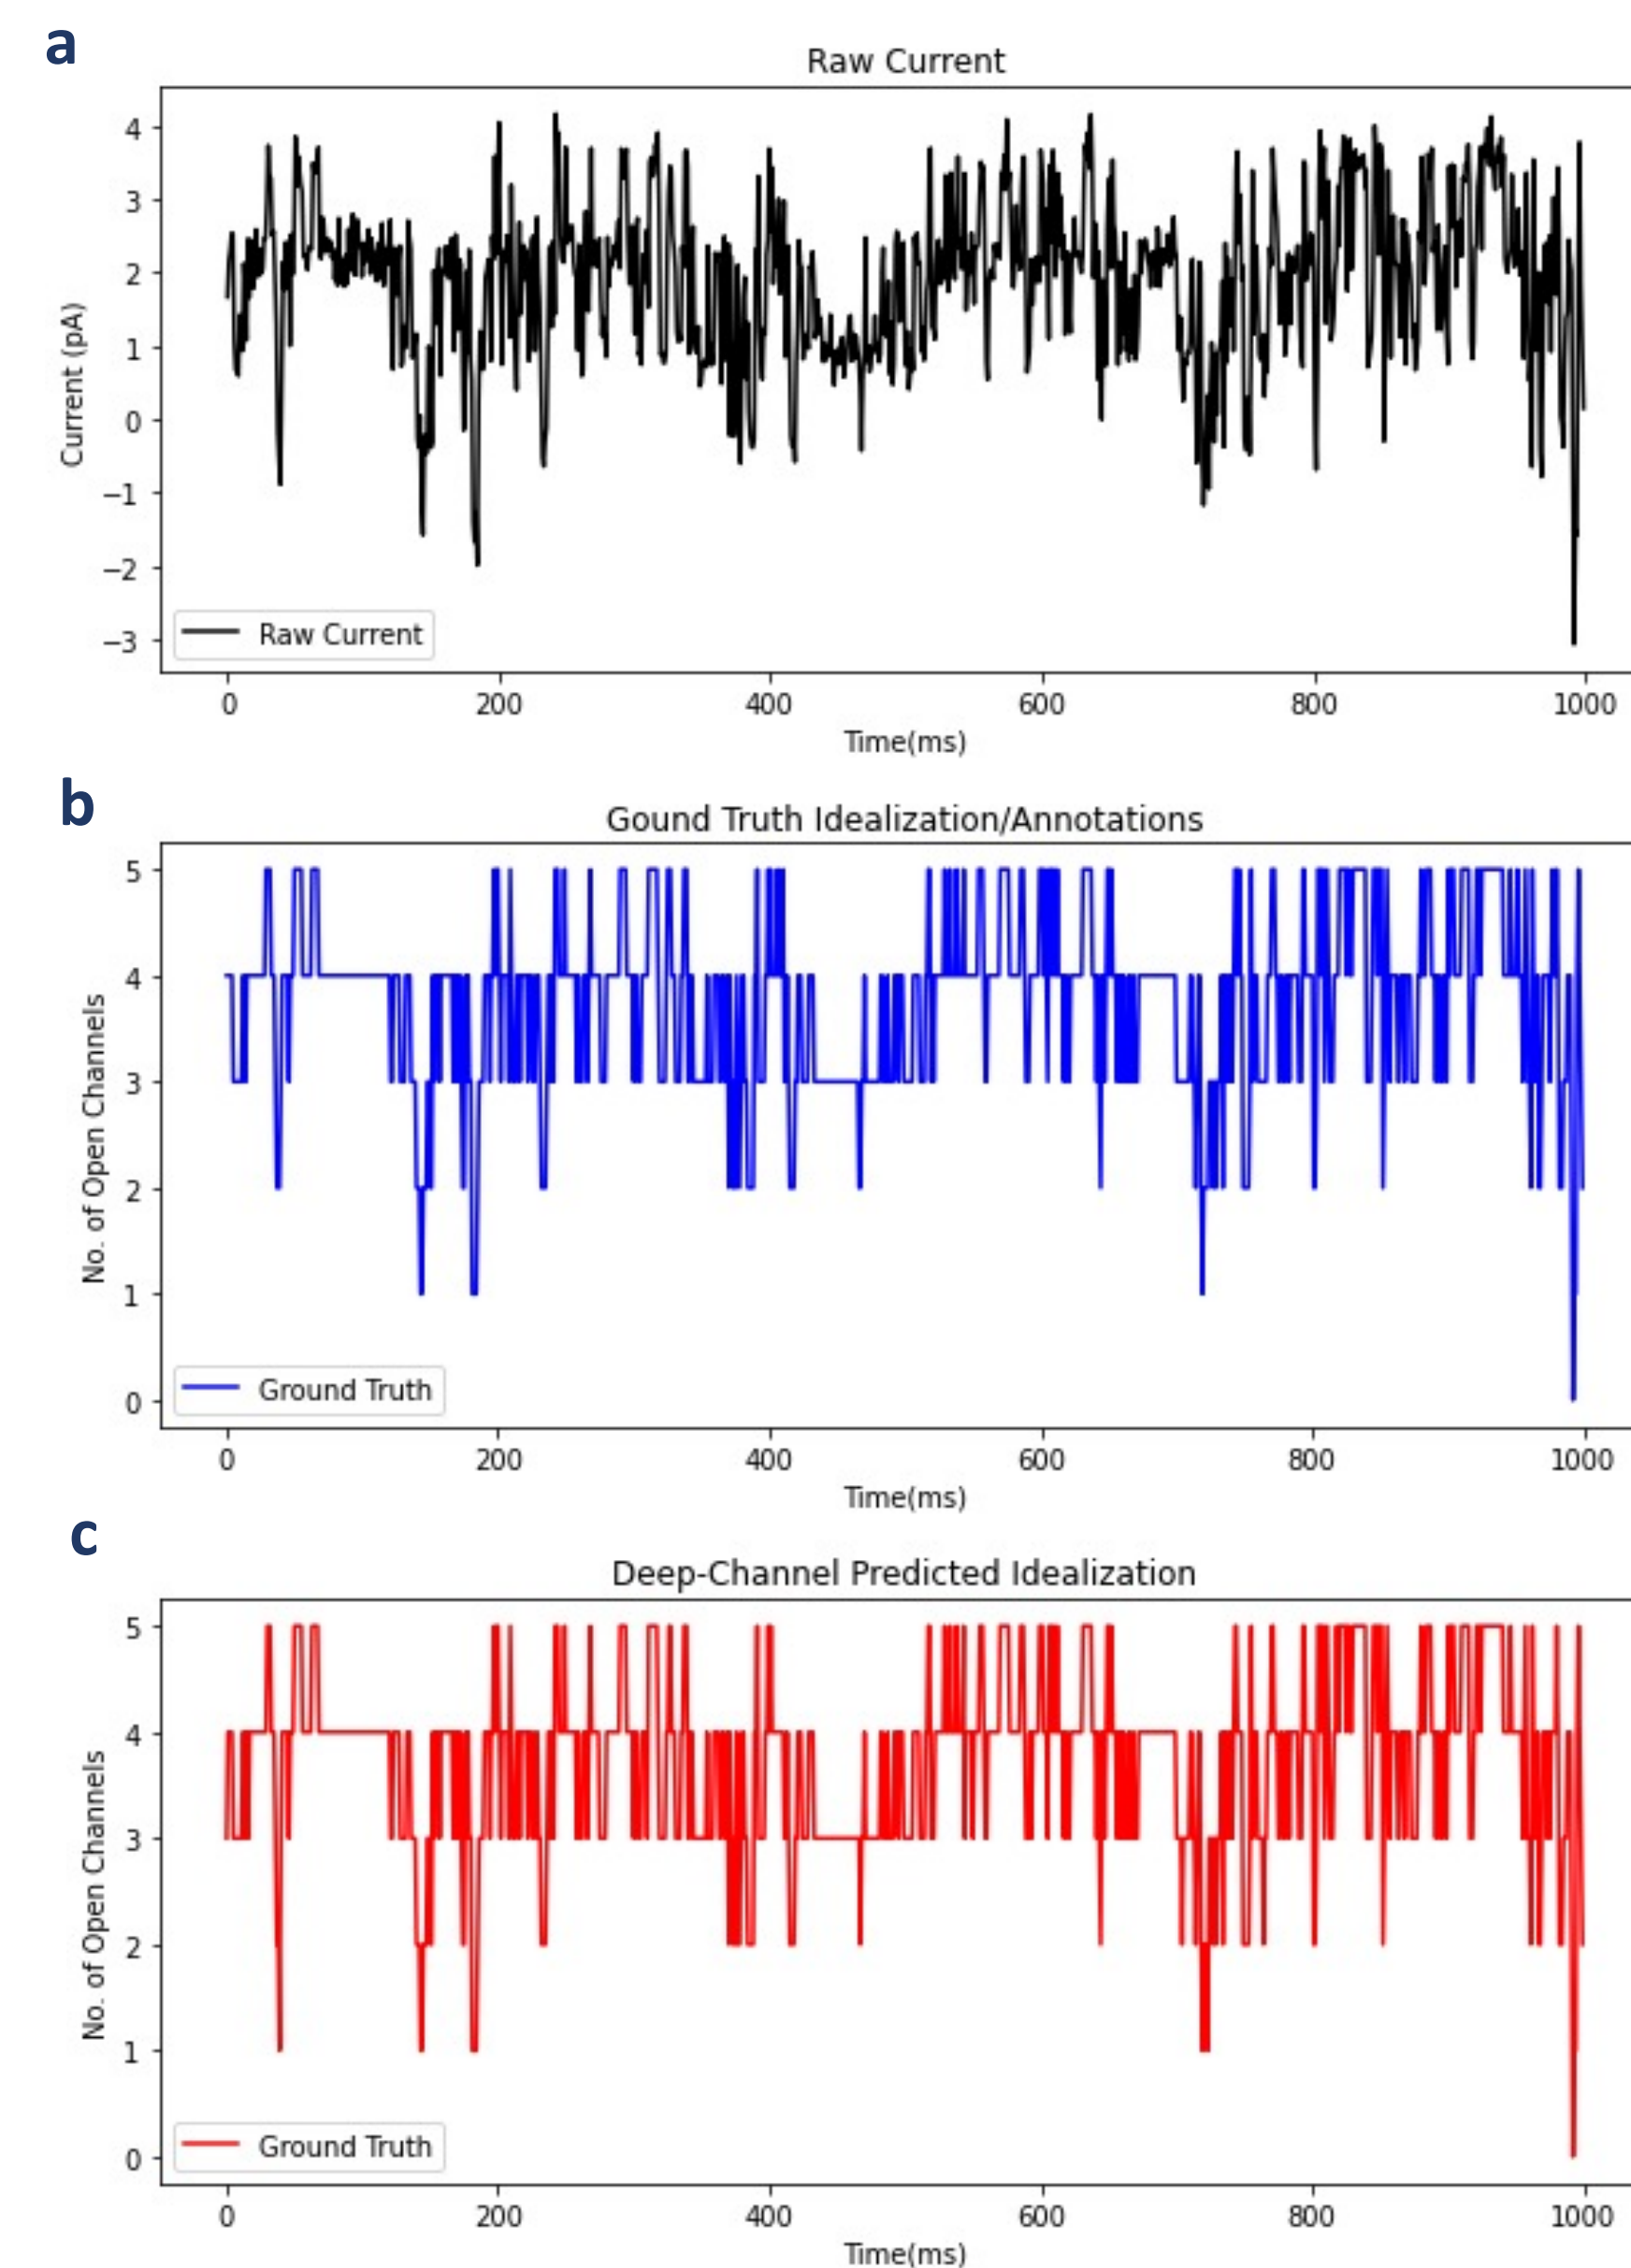 a
Raw Current
4
3
2
1
0
−1
−2
−3
Current (pA)
Raw Current
0 200 400 600 800 1000
Time(ms)
b
Gound Truth Idealization/Annotations
5
4
3
2
1
0
No. of Open Channels
Ground Truth
0 200 400 600 800 1000
Time(ms)
c
Deep-Channel Predicted Idealization
5
4
3
2
1
0
No. of Open Channels
Ground Truth
0 200 400 600 800 1000
Time(ms)